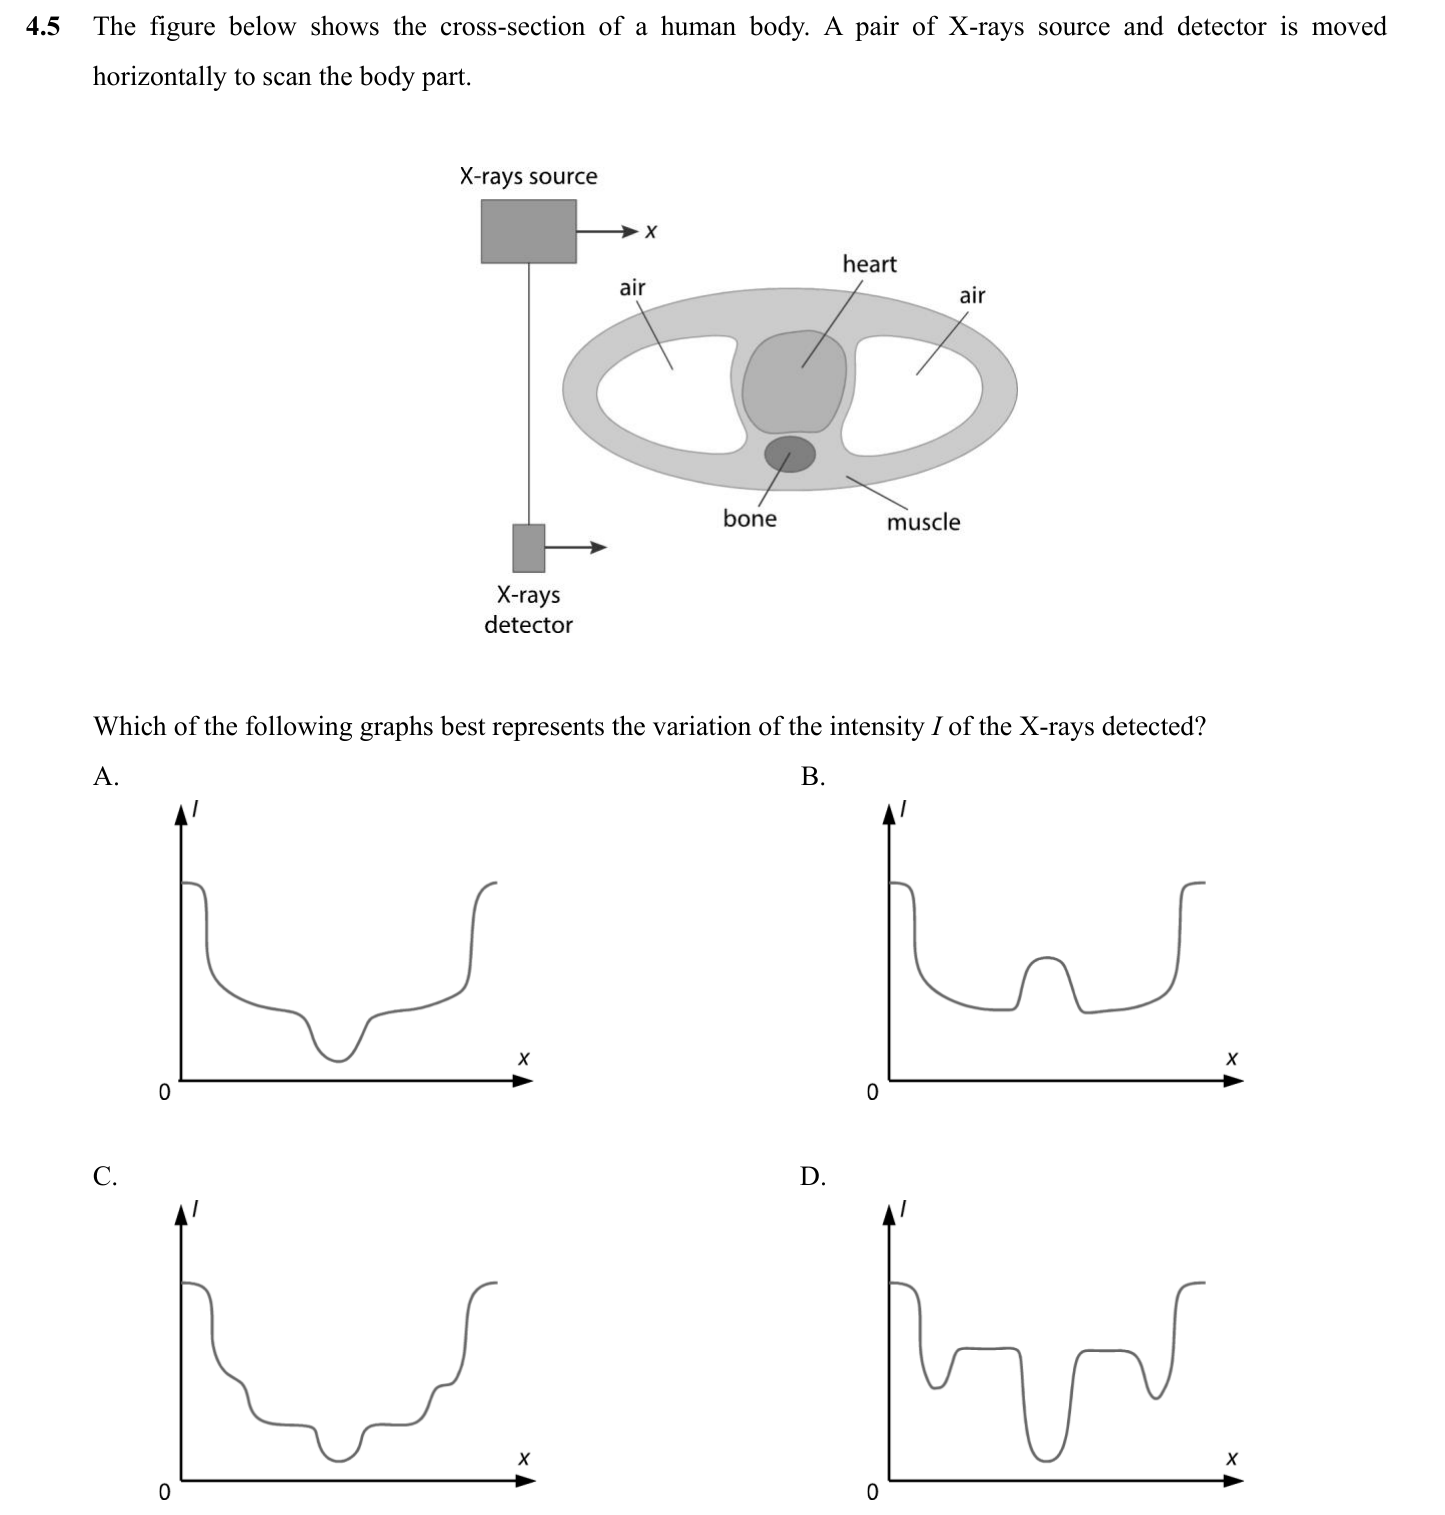 4.5 The figure below shows the cross-section of a human body. A pair of X-rays source and detector is moved
horizontally to scan the body part.
X-rays source
x
heart
air
air
bone
muscle
X-rays
detector
Which of the following graphs best represents the variation of the intensity I of the X-rays detected?
A.
I
x
0
B.
I
x
0
C.
I
x
0
D.
I
x
0